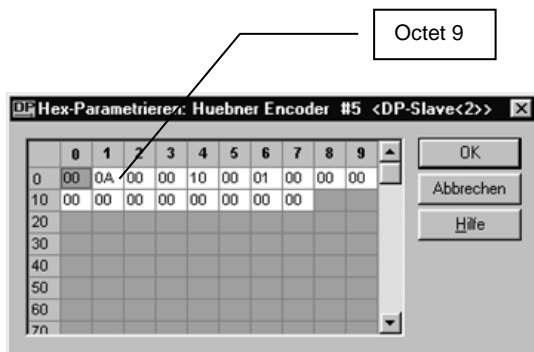 Octet 9
DP Hex-Parametrieren: Huebner Encoder #5 <DP-Slave<2>>
0 1 2 3 4 5 6 7 8 9
0 00 0A 00 00 10 00 01 00 00 00
10 00 00 00 00 00 00 00 00
20
30
40
50
60
70
OK
Abbrechen
Hilfe